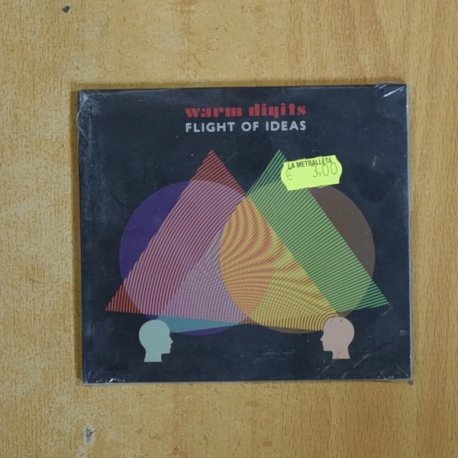 warm digits
FLIGHT OF IDEAS
LA METRALLETA
€ 3,00